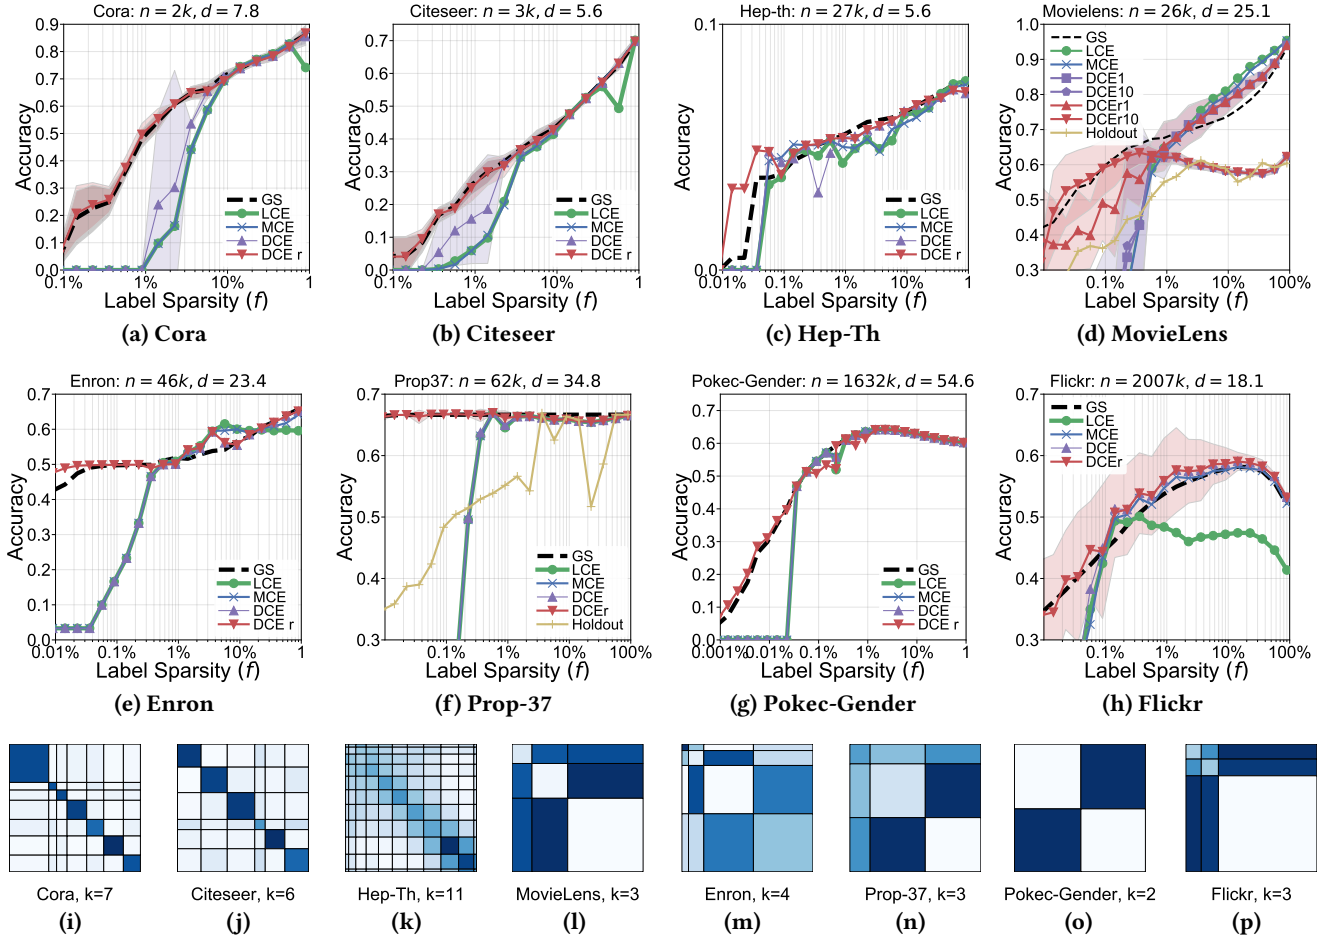 Cora: n = 2k, d = 7.8
Accuracy
0.9
0.8
0.7
0.6
0.5
0.4
0.3
0.2
0.1
0.0
GS
LCE
MCE
DCE
DCE r
0.1% 1% 10% 1
Label Sparsity (f)
(a) Cora
Citeseer: n = 3k, d = 5.6
Accuracy
0.7
0.6
0.5
0.4
0.3
0.2
0.1
0.0
GS
LCE
MCE
DCE
DCE r
0.1% 1% 10% 1
Label Sparsity (f)
(b) Citeseer
Hep-th: n = 27k, d = 5.6
Accuracy
0.1
0.0
GS
LCE
MCE
DCE
DCE r
0.01% 0.1% 1% 10% 1
Label Sparsity (f)
(c) Hep-Th
Movielens: n = 26k, d = 25.1
Accuracy
1.0
0.9
0.8
0.7
0.6
0.5
0.4
0.3
GS
LCE
MCE
DCE1
DCE10
DCEr1
DCEr10
Holdout
0.1% 1% 10% 100%
Label Sparsity (f)
(d) MovieLens
Enron: n = 46k, d = 23.4
Accuracy
0.7
0.6
0.5
0.4
0.3
0.2
0.1
0.0
GS
LCE
MCE
DCE
DCE r
0.01% 0.1% 1% 10% 1
Label Sparsity (f)
(e) Enron
Prop37: n = 62k, d = 34.8
Accuracy
0.7
0.6
0.5
0.4
0.3
GS
LCE
MCE
DCE
DCEr
Holdout
0.1% 1% 10% 100%
Label Sparsity (f)
(f) Prop-37
Pokec-Gender: n = 1632k, d = 54.6
Accuracy
0.7
0.6
0.5
0.4
0.3
0.2
0.1
0.0
GS
LCE
MCE
DCE
DCE r
0.001% 0.01% 0.1% 1% 10% 1
Label Sparsity (f)
(g) Pokec-Gender
Flickr: n = 2007k, d = 18.1
Accuracy
0.7
0.6
0.5
0.4
0.3
GS
LCE
MCE
DCE
DCEr
0.1% 1% 10% 100%
Label Sparsity (f)
(h) Flickr
Cora, k=7
(i)
Citeseer, k=6
(j)
Hep-Th, k=11
(k)
MovieLens, k=3
(l)
Enron, k=4
(m)
Prop-37, k=3
(n)
Pokec-Gender, k=2
(o)
Flickr, k=3
(p)